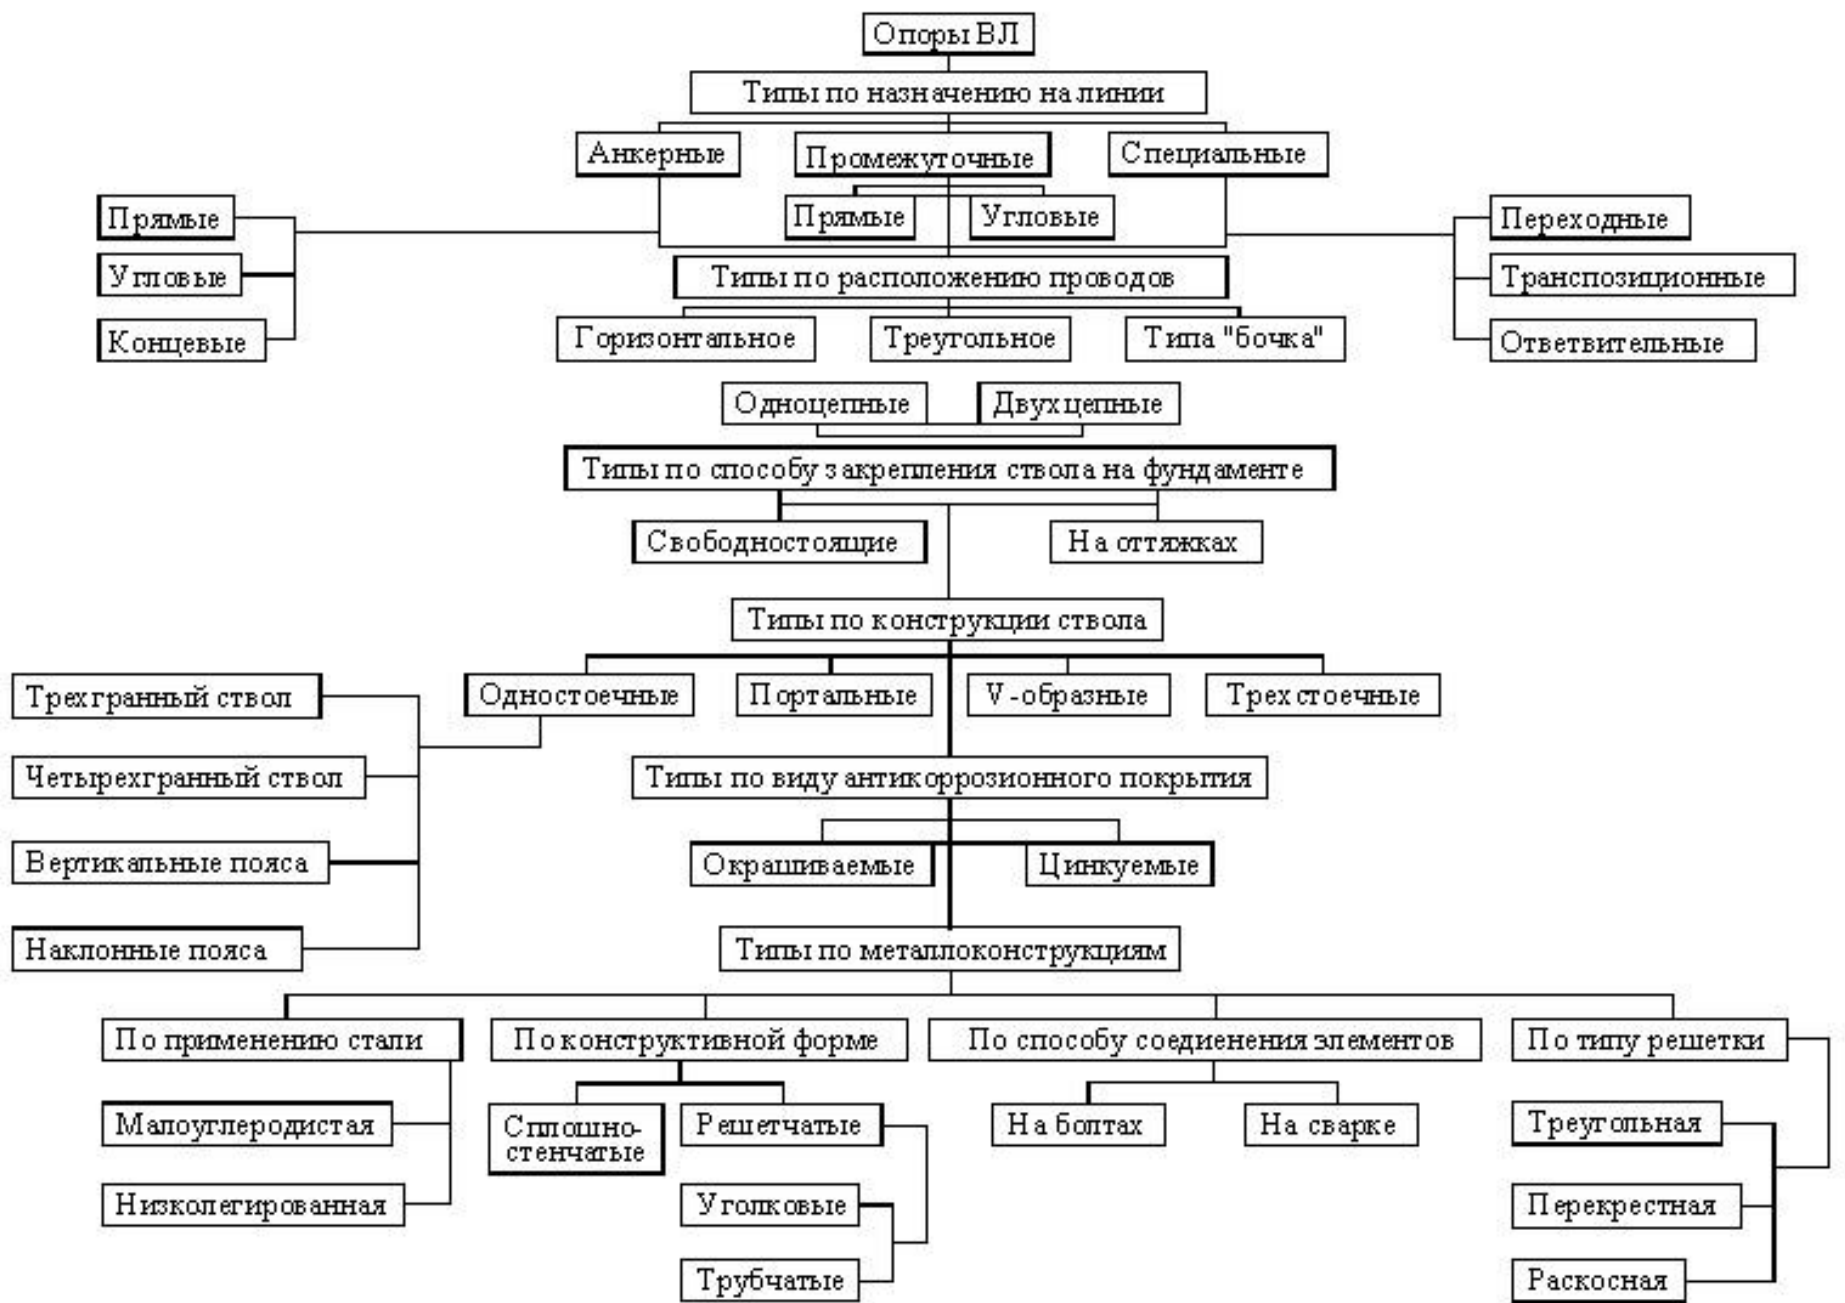 Опоры ВЛ
Типы по назначению на линии
Анкерные
Промежуточные
Специальные
Прямые
Угловые
Концевые
Прямые
Угловые
Переходные
Транспозиционные
Ответвительные
Типы по расположению проводов
Горизонтальное
Треугольное
Типа "бочка"
Одноцепные
Двухцепные
Типы по способу закрепления ствола на фундаменте
Свободностоящие
На оттяжках
Типы по конструкции ствола
Одностоечные
Портальные
V-образные
Трехстоечные
Трехгранный ствол
Четырехгранный ствол
Вертикальные пояса
Наклонные пояса
Типы по виду антикоррозионного покрытия
Окрашиваемые
Цинкуемые
Типы по металлоконструкциям
По применению стали
По конструктивной форме
По способу соедиенения элементов
По типу решетки
Малоуглеродистая
Низколегированная
Сплошно-
стенчатые
Решетчатые
Уголковые
Трубчатые
На болтах
На сварке
Треугольная
Перекрестная
Раскосная